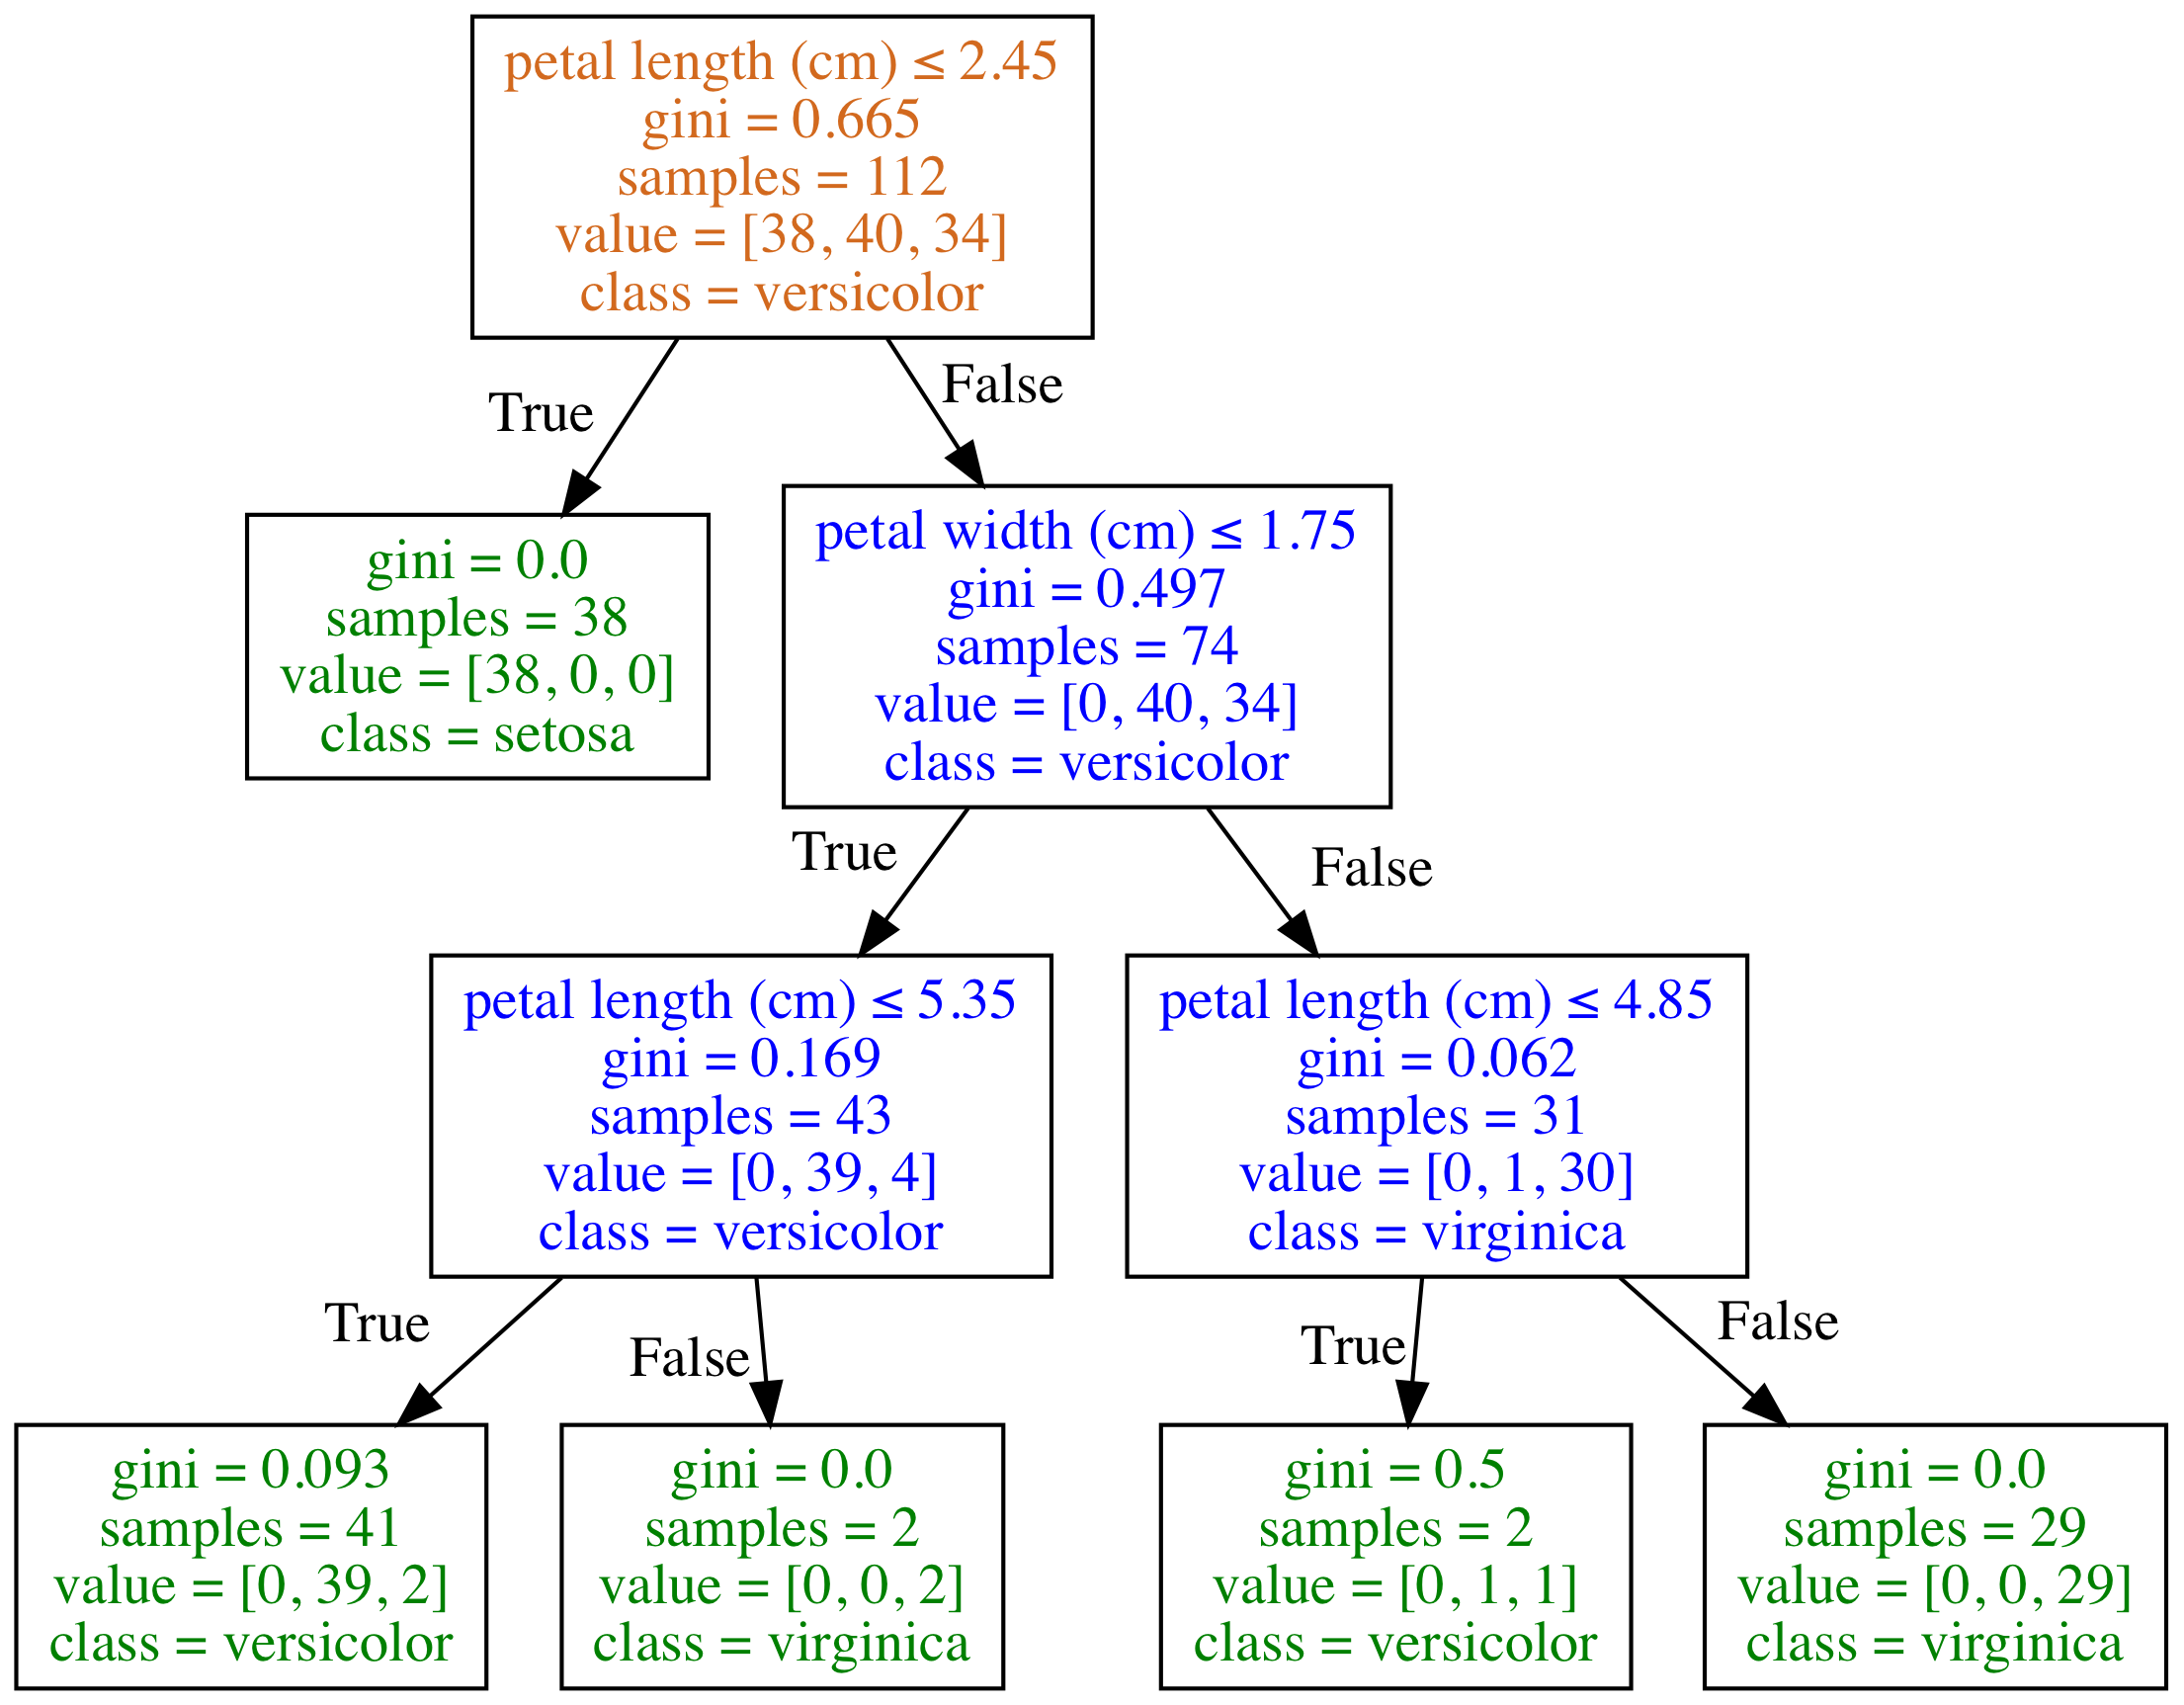 petal length (cm) ≤ 2.45
gini = 0.665
samples = 112
value = [38, 40, 34]
class = versicolor
True
False
gini = 0.0
samples = 38
value = [38, 0, 0]
class = setosa
petal width (cm) ≤ 1.75
gini = 0.497
samples = 74
value = [0, 40, 34]
class = versicolor
True
False
petal length (cm) ≤ 5.35
gini = 0.169
samples = 43
value = [0, 39, 4]
class = versicolor
petal length (cm) ≤ 4.85
gini = 0.062
samples = 31
value = [0, 1, 30]
class = virginica
True
False
True
False
gini = 0.093
samples = 41
value = [0, 39, 2]
class = versicolor
gini = 0.0
samples = 2
value = [0, 0, 2]
class = virginica
gini = 0.5
samples = 2
value = [0, 1, 1]
class = versicolor
gini = 0.0
samples = 29
value = [0, 0, 29]
class = virginica